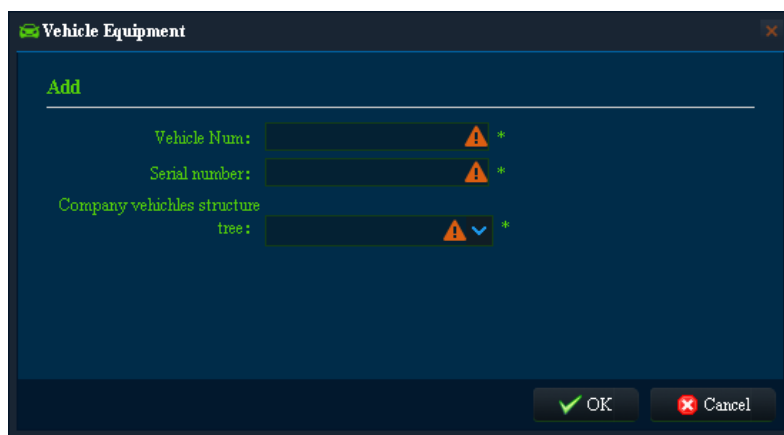 Vehicle Equipment
Add
Vehicle Num: *
Serial number: *
Company vehichles structure
tree: *
OK Cancel